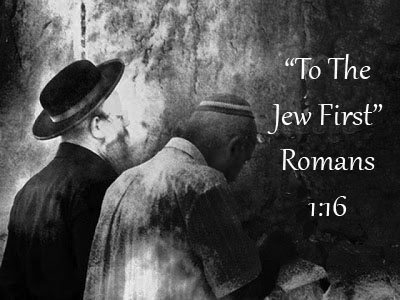 “To The
Jew First”
Romans
1:16